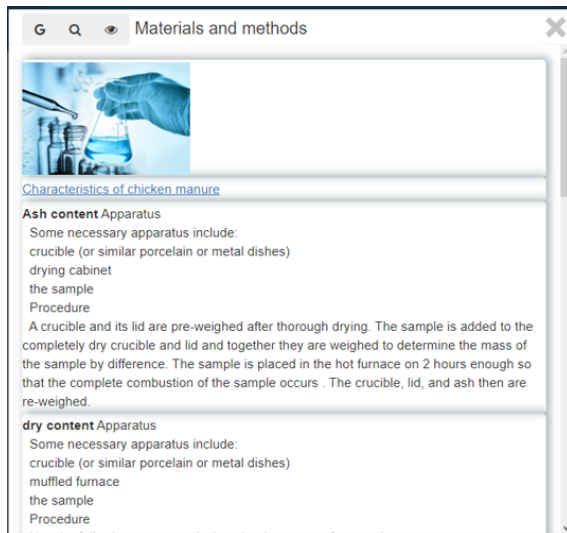 G Materials and methods
Characteristics of chicken manure
Ash content Apparatus
Some necessary apparatus include:
crucible (or similar porcelain or metal dishes)
drying cabinet
the sample
Procedure
A crucible and its lid are pre-weighed after thorough drying. The sample is added to the
completely dry crucible and lid and together they are weighed to determine the mass of
the sample by difference. The sample is placed in the hot furnace on 2 hours enough so
that the complete combustion of the sample occurs . The crucible, lid, and ash then are
re-weighed.
dry content Apparatus
Some necessary apparatus include:
crucible (or similar porcelain or metal dishes)
muffled furnace
the sample
Procedure